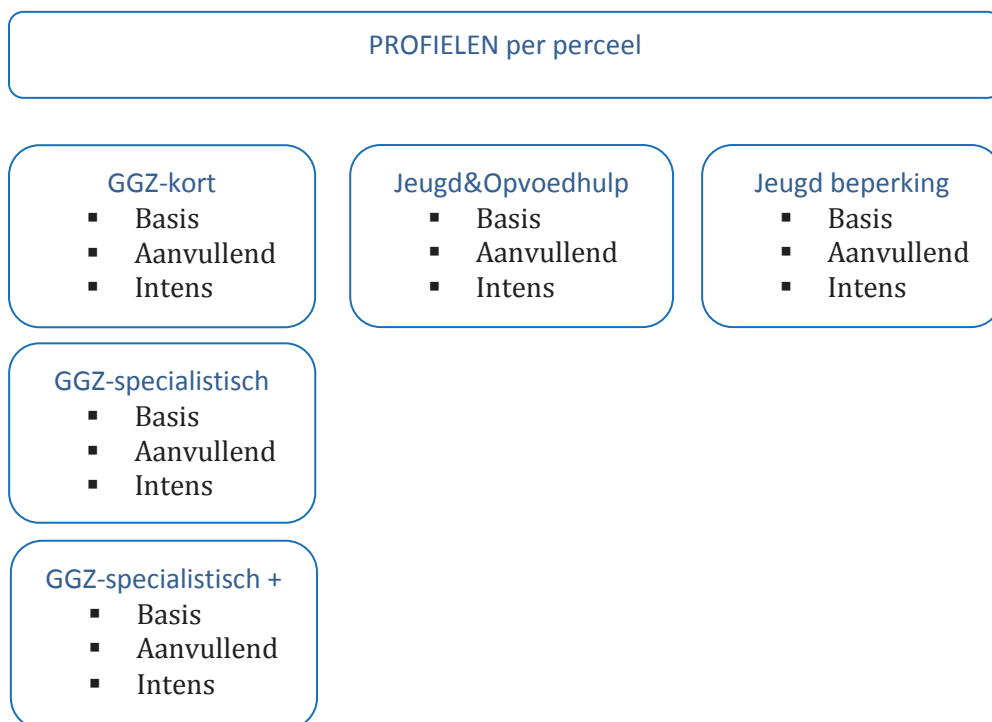 PROFIELEN per perceel
GGZ-kort
▪ Basis
▪ Aanvullend
▪ Intens
Jeugd&Opvoedhulp
▪ Basis
▪ Aanvullend
▪ Intens
Jeugd beperking
▪ Basis
▪ Aanvullend
▪ Intens
GGZ-specialistisch
▪ Basis
▪ Aanvullend
▪ Intens
GGZ-specialistisch +
▪ Basis
▪ Aanvullend
▪ Intens